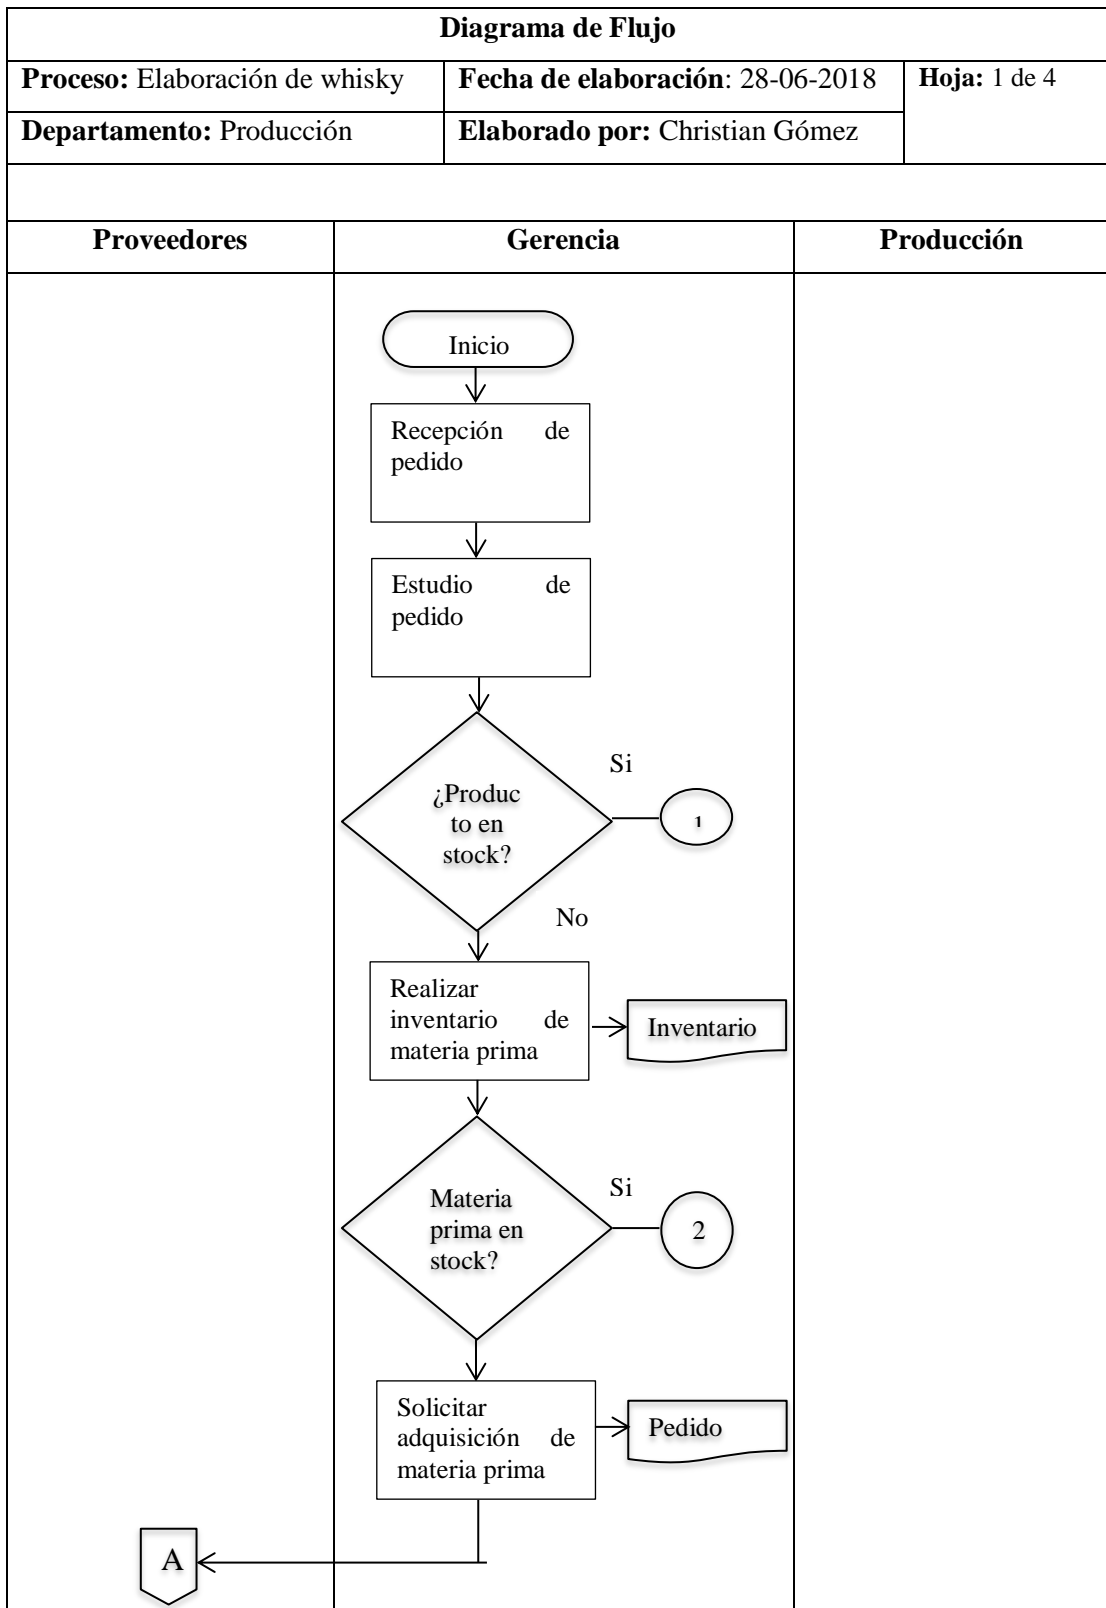 Diagrama de Flujo
Proceso: Elaboración de whisky
Fecha de elaboración: 28-06-2018
Hoja: 1 de 4
Departamento: Producción
Elaborado por: Christian Gómez
Proveedores
Gerencia
Producción
Inicio
Recepción de
pedido
Estudio de
pedido
¿Produc
to en
stock?
Si
1
No
Realizar
inventario de
materia prima
Inventario
Materia
prima en
stock?
Si
2
Solicitar
adquisición de
materia prima
Pedido
A